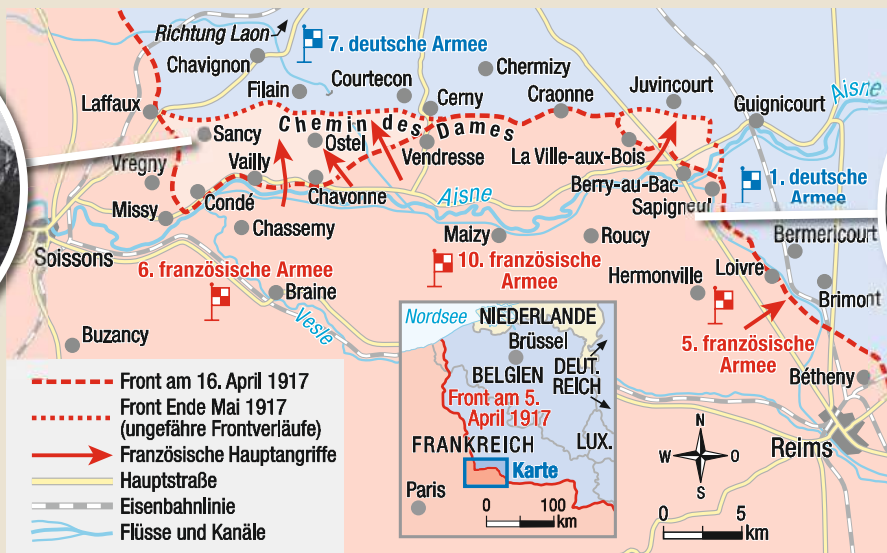 Richtung Laon
7. deutsche Armee
Chavignon
Chermizy
Filain
Courtecon
Juvincourt
Aisne
Laffaux
Cerny
Craonne
Guignicourt
Chemin des Dames
Sancy
Ostel
Vregny
Vailly
Vendresse
La Ville-aux-Bois
Berry-au-Bac
1. deutsche
Armee
Condé
Chavonne
Aisne
Sapigneul
Missy
Chassemy
Maizy
Roucy
Bermericourt
Soissons
6. französische Armee
10. französische
Armee
Hermonville
Loivre
Braine
Brimont
Vesle
Buzancy
5. französische
Armee
Bétheny
Reims
Nordsee
NIEDERLANDE
Brüssel
BELGIEN
DEUT.
REICH
Front am 5.
April 1917
FRANKREICH
LUX.
Karte
Paris
0 100
km
N
W O
S
0 5
km
Front am 16. April 1917
Front Ende Mai 1917
(ungefähre Frontverläufe)
Französische Hauptangriffe
Hauptstraße
Eisenbahnlinie
Flüsse und Kanäle